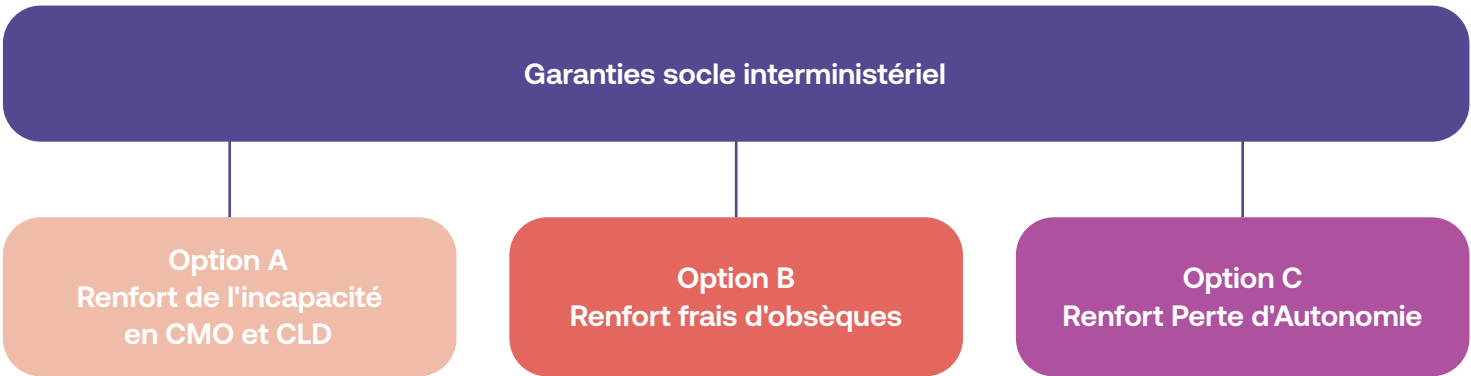 Garanties socle interministériel
Option A
Renfort de l'incapacité
en CMO et CLD
Option B
Renfort frais d'obsèques
Option C
Renfort Perte d'Autonomie